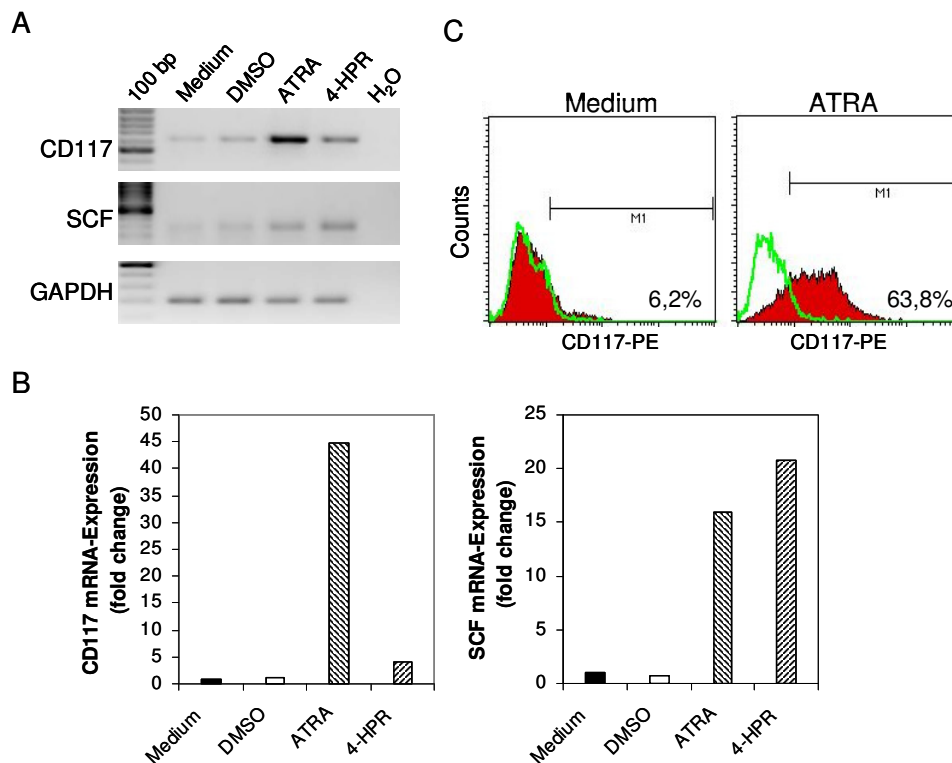 A
100 bp
Medium
DMSO
ATRA
4-HPR
H2O
CD117
SCF
GAPDH
C
Medium
ATRA
Counts
M1
M1
6,2%
63,8%
CD117-PE
CD117-PE
B
CD117 mRNA-Expression
(fold change)
50
45
40
35
30
25
20
15
10
5
0
Medium
DMSO
ATRA
4-HPR
SCF mRNA-Expression
(fold change)
25
20
15
10
5
0
Medium
DMSO
ATRA
4-HPR